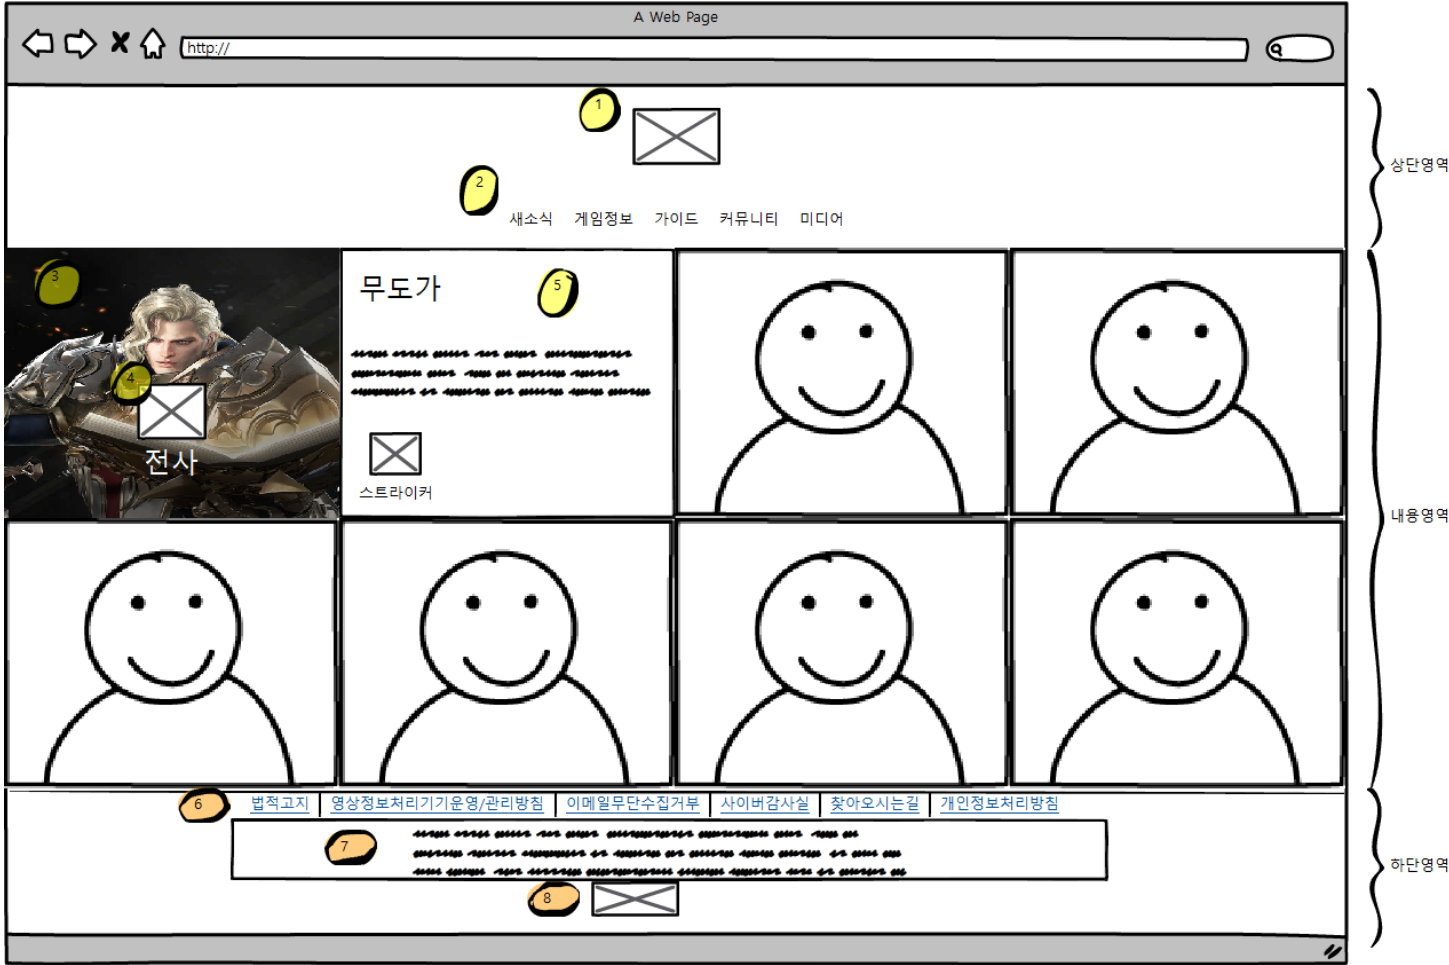 A Web Page
http://
1
2
새소식 게임정보 가이드 커뮤니티 미디어
상단영역
3
4
전사
무도가
5
스트라이커
내용영역
6
법적고지 영상정보처리기기운영/관리방침 이메일무단수집거부 사이버감사실 찾아오시는길 개인정보처리방침
7
8
하단영역